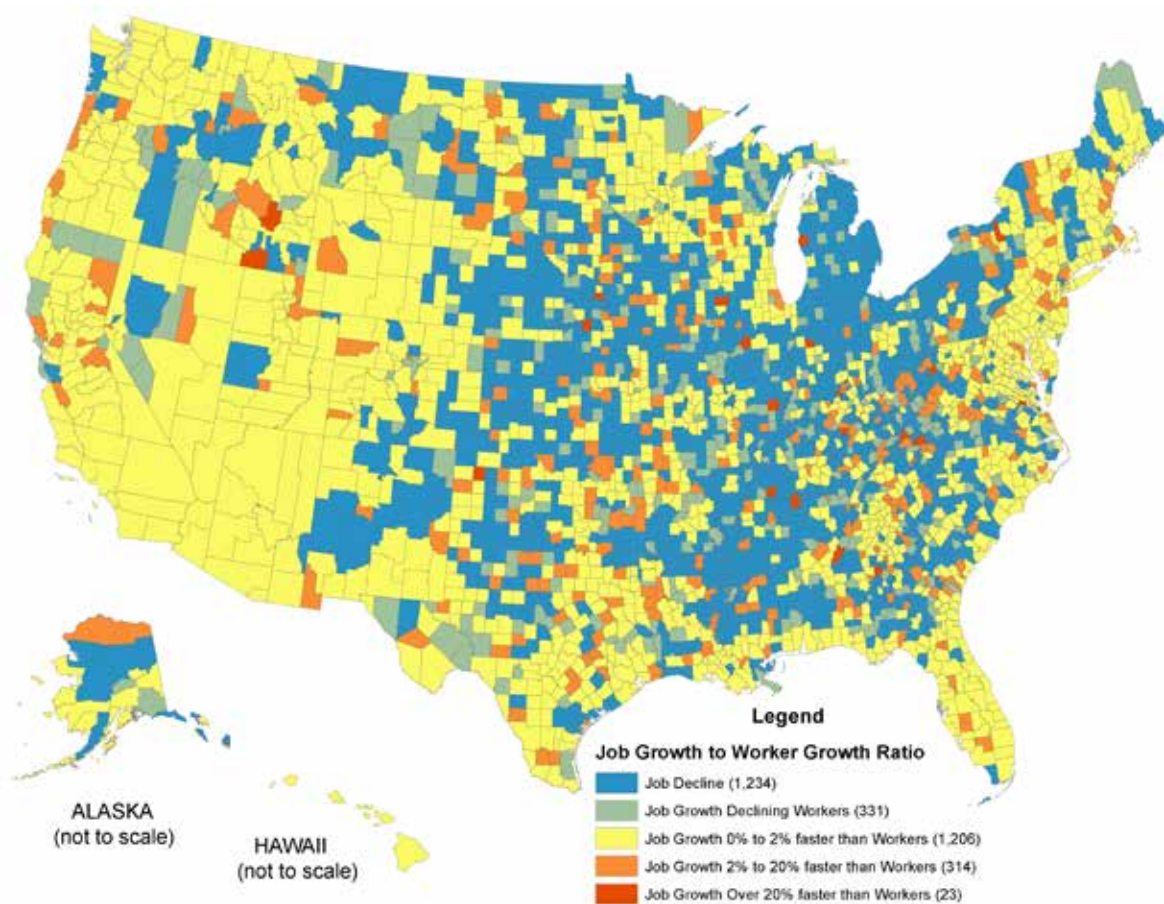 ALASKA
(not to scale)
HAWAII
(not to scale)
Legend
Job Growth to Worker Growth Ratio
Job Decline (1,234)
Job Growth Declining Workers (331)
Job Growth 0% to 2% faster than Workers (1,206)
Job Growth 2% to 20% faster than Workers (314)
Job Growth Over 20% faster than Workers (23)